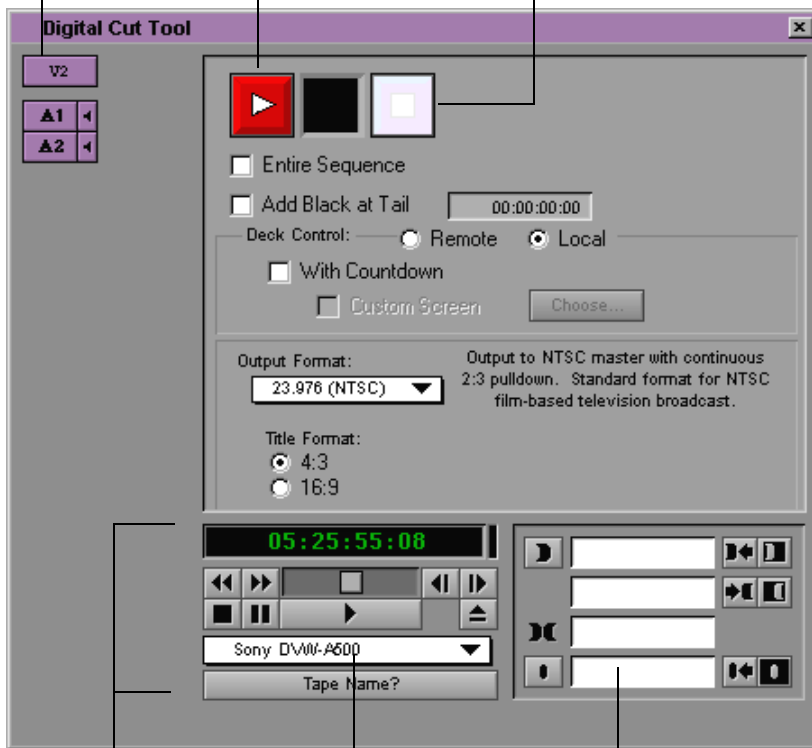 Digital Cut Tool
V2
A1
A2
Entire Sequence
Add Black at Tail 00:00:00:00
Deck Control: Remote Local
With Countdown
Custom Screen Choose...
Output Format:
23.976 (NTSC)
Output to NTSC master with continuous
2:3 pulldown. Standard format for NTSC
film-based television broadcast.
Title Format:
4:3
16:9
05:25:55:08
Sony DVW-A500
Tape Name?